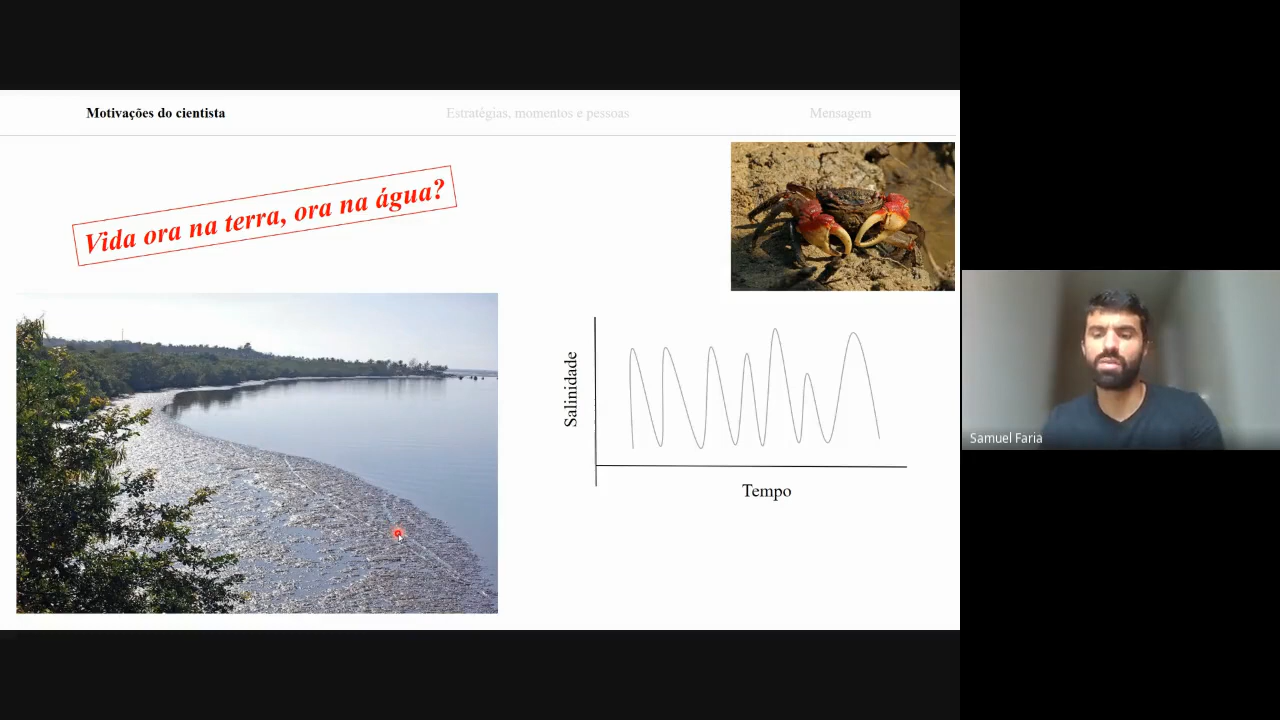 Motivações do cientista
Estratégias, momentos e pessoas
Mensagem
Vida ora na terra, ora na água?
Salinidade
Tempo
Samuel Faria